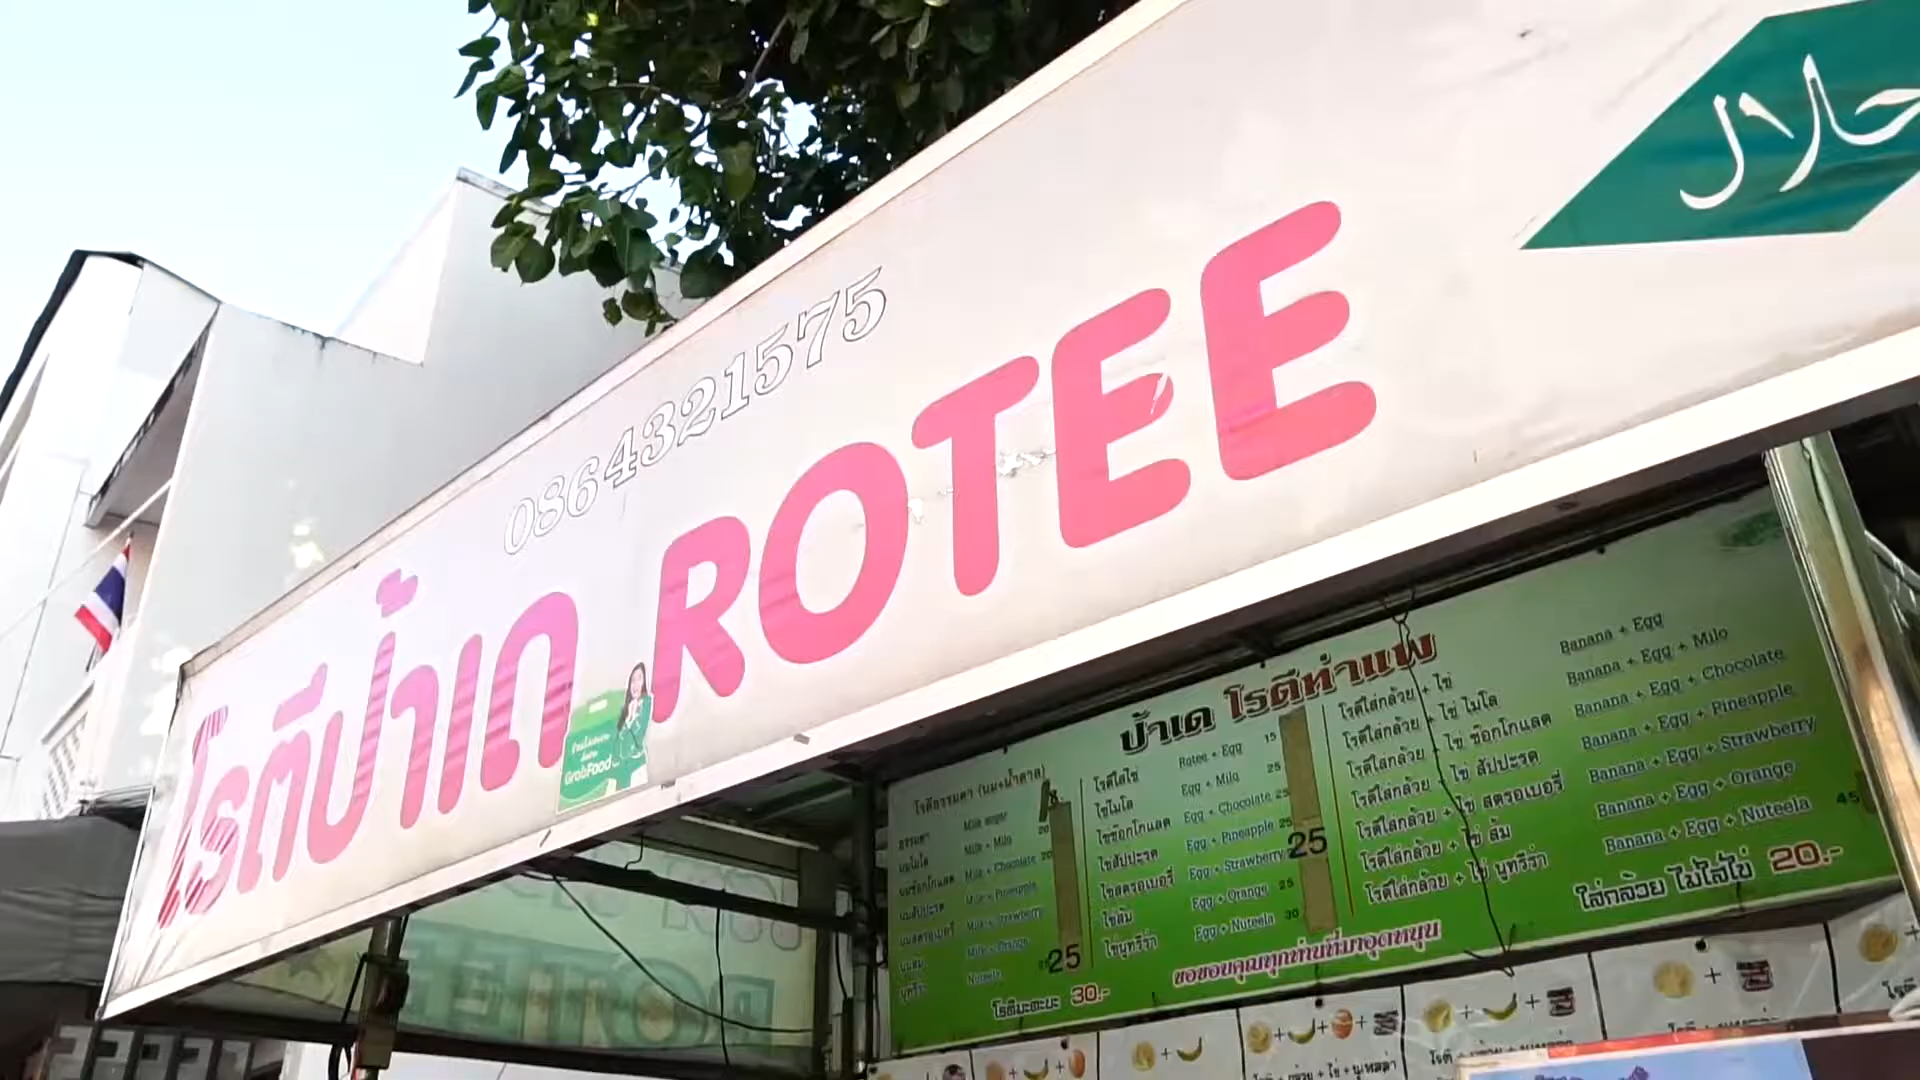 حلال
0864321575
โรตีป้าเด ROTEE
GrabFood
ป้าเด โรตีท่าแพ
โรตีธรรมดา (นม+น้ำตาล)
ธรรมดา Milk sugar
นมไมโล Milk + Milo 20
นมช๊อกโกแลต Milk + Chocolate 20
นมสัปปะรด Milk + Pineapple
นมสตรอเบอรี่ Milk + Strawberry
นมส้ม Milk + Orange
นูทรีร่า Nuteela 25
โรตีมะตะบะ 30.-
โรตีใส่ไข่ Rotee + Egg 15
ไข่ไมโล Egg + Milo 25
ไข่ช๊อกโกแลต Egg + Chocolate 25
ไข่สัปปะรด Egg + Pineapple 25
ไข่สตรอเบอรี่ Egg + Strawberry 25
ไข่ส้ม Egg + Orange 25
ไข่นูทรีร่า Egg + Nuteela 30
โรตีใส่กล้วย + ไข่ Banana + Egg
โรตีใส่กล้วย + ไข่ ไมโล Banana + Egg + Milo
โรตีใส่กล้วย + ไข่ ช๊อกโกแลต Banana + Egg + Chocolate
โรตีใส่กล้วย + ไข่ สัปปะรด Banana + Egg + Pineapple
โรตีใส่กล้วย + ไข่ สตรอเบอรี่ Banana + Egg + Strawberry
โรตีใส่กล้วย + ไข่ ส้ม Banana + Egg + Orange
โรตีใส่กล้วย + ไข่ นูทรีร่า Banana + Egg + Nuteela 45
ขอขอบคุณทุกท่านที่มาอุดหนุน
ใส่กล้วย ไม่ใส่ไข่ 20.-